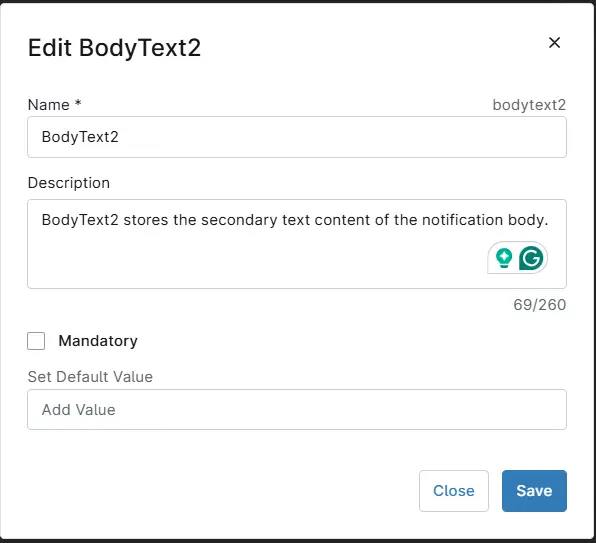 Edit BodyText2
Name * bodytext2
BodyText2
Description
BodyText2 stores the secondary text content of the notification body.
69/260
Mandatory
Set Default Value
Add Value
Close Save